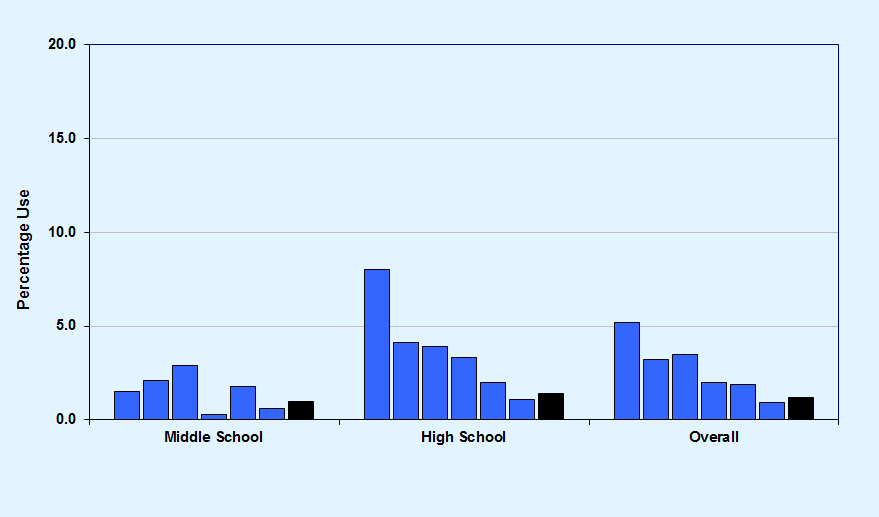 20.0
15.0
10.0
5.0
0.0
Percentage Use
Middle School
High School
Overall